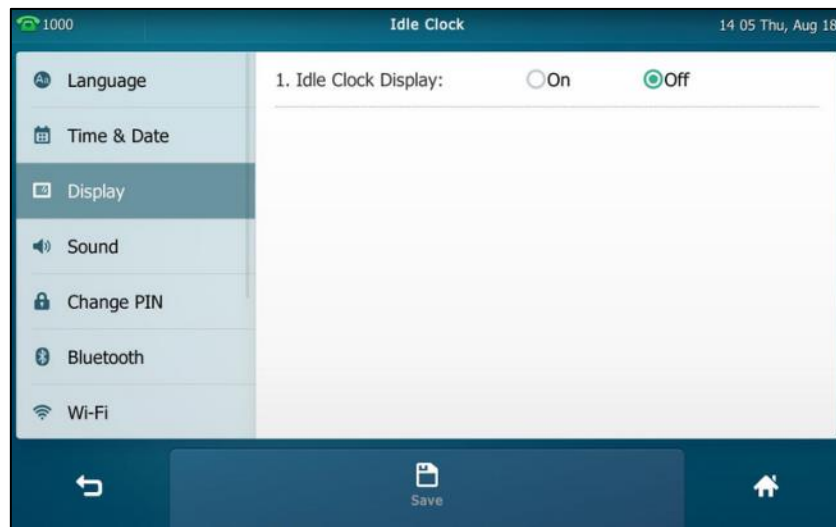 1000 Idle Clock 14 05 Thu, Aug 18
Language
1. Idle Clock Display: On Off
Time & Date
Display
Sound
Change PIN
Bluetooth
Wi-Fi
Save